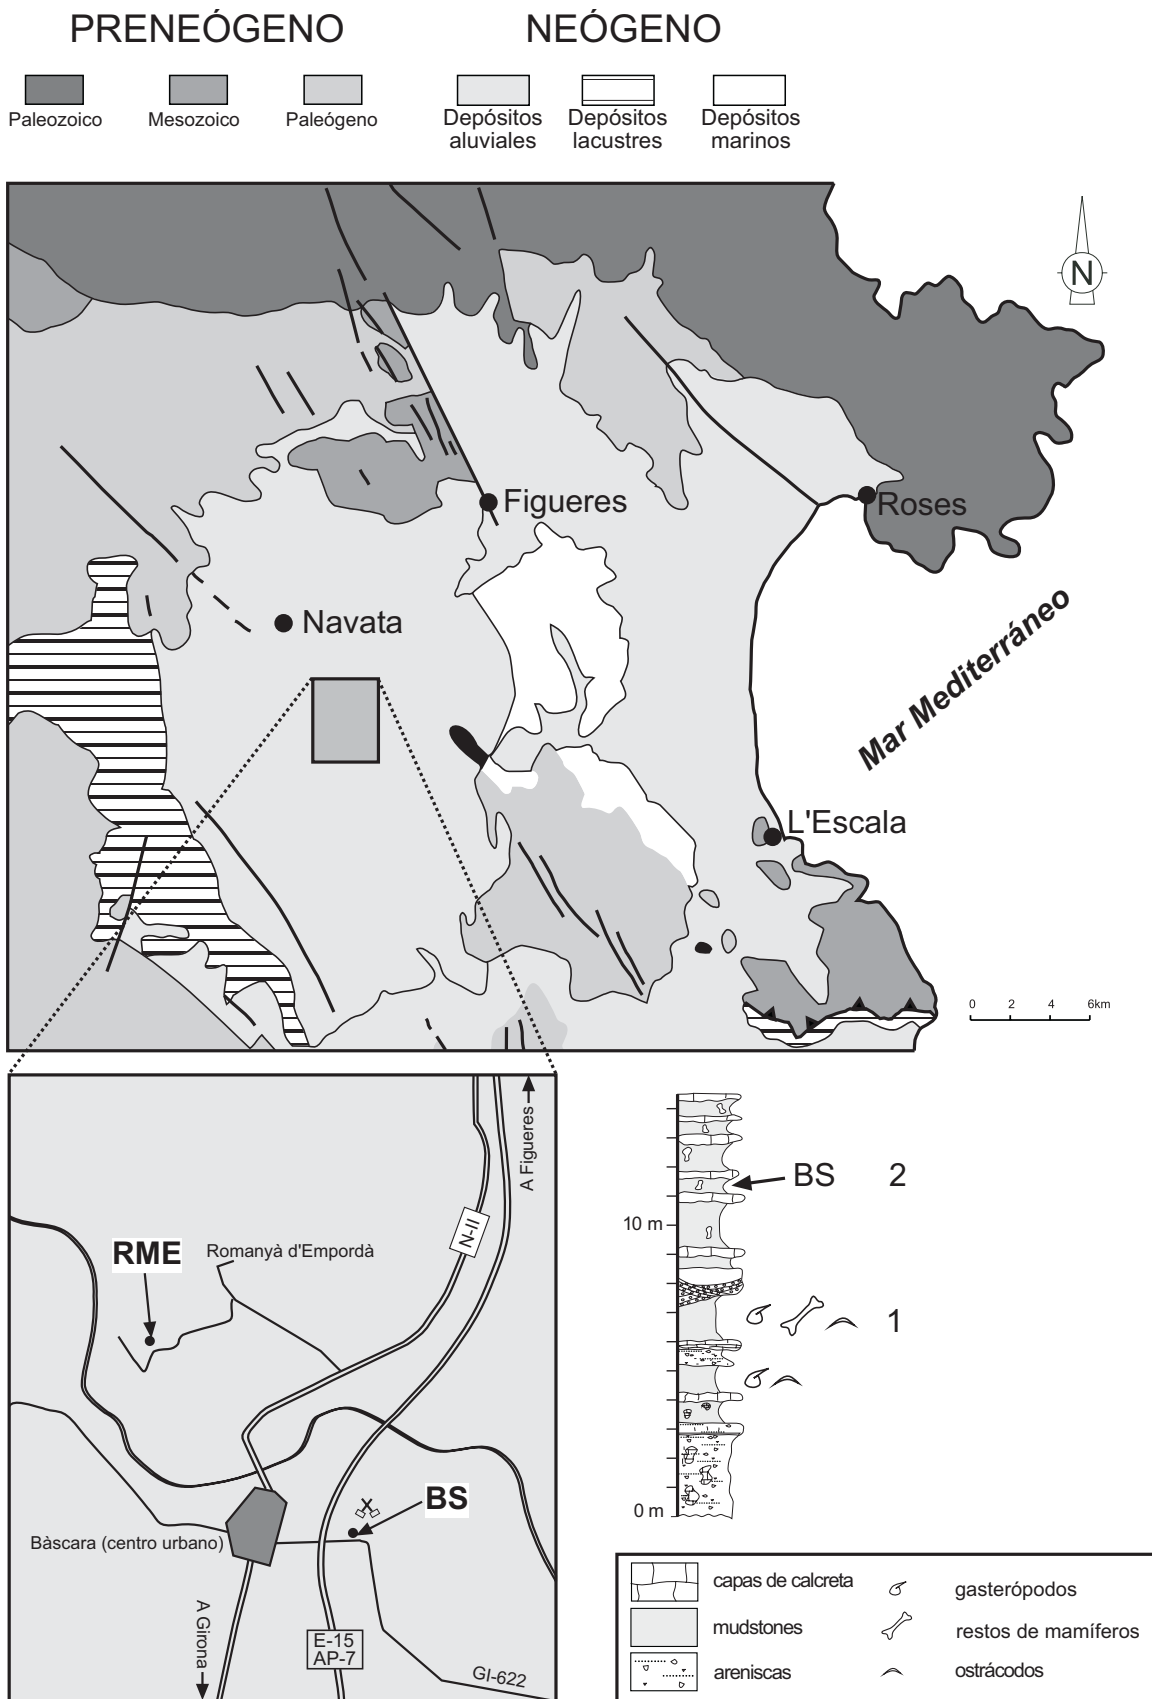 PRENEÓGENO
NEÓGENO
Paleozoico
Mesozoico
Paleógeno
Depósitos
aluviales
Depósitos
lacustres
Depósitos
marinos
N
Figueres
Roses
Navata
Mar Mediterráneo
L'Escala
0 2 4 6km
A Figueres
N-II
RME
Romanyà d'Empordà
BS
Bàscara (centro urbano)
A Girona
E-15
AP-7
GI-622
BS 2
10 m
1
0 m
capas de calcreta
gasterópodos
mudstones
restos de mamíferos
areniscas
ostrácodos